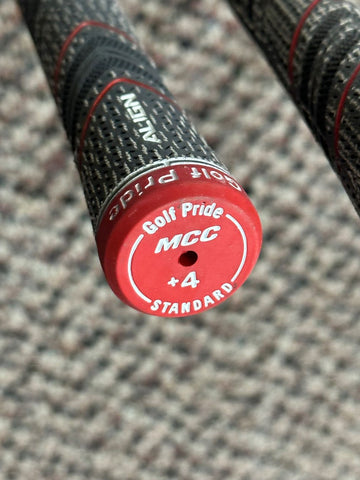 ALIGN
Golf Pride
Golf Pride
MCC
+4
STANDARD